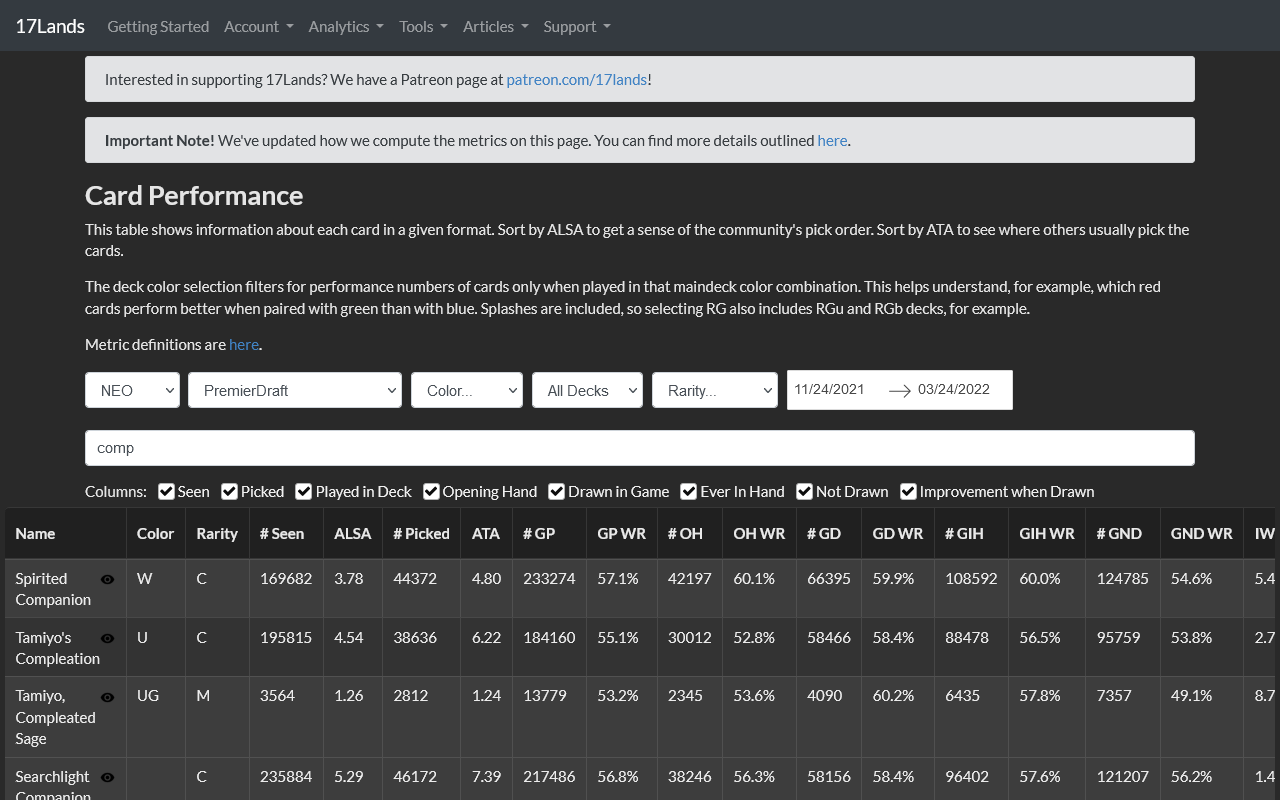 17Lands Getting Started Account Analytics Tools Articles Support
Interested in supporting 17Lands? We have a Patreon page at patreon.com/17lands!
Important Note! We've updated how we compute the metrics on this page. You can find more details outlined here.
Card Performance
This table shows information about each card in a given format. Sort by ALSA to get a sense of the community's pick order. Sort by ATA to see where others usually pick the
cards.
The deck color selection filters for performance numbers of cards only when played in that maindeck color combination. This helps understand, for example, which red
cards perform better when paired with green than with blue. Splashes are included, so selecting RG also includes RGu and RGb decks, for example.
Metric definitions are here.
NEO PremierDraft Color... All Decks Rarity... 11/24/2021 03/24/2022
comp
Columns: Seen Picked Played in Deck Opening Hand Drawn in Game Ever In Hand Not Drawn Improvement when Drawn
Name Color Rarity # Seen ALSA # Picked ATA # GP GP WR # OH OH WR # GD GD WR # GIH GIH WR # GND GND WR IW
Spirited W C 169682 3.78 44372 4.80 233274 57.1% 42197 60.1% 66395 59.9% 108592 60.0% 124785 54.6% 5.4
Companion
Tamiyo's U C 195815 4.54 38636 6.22 184160 55.1% 30012 52.8% 58466 58.4% 88478 56.5% 95759 53.8% 2.7
Compleation
Tamiyo, UG M 3564 1.26 2812 1.24 13779 53.2% 2345 53.6% 4090 60.2% 6435 57.8% 7357 49.1% 8.7
Compleated
Sage
Searchlight C 235884 5.29 46172 7.39 217486 56.8% 38246 56.3% 58156 58.4% 96402 57.6% 121207 56.2% 1.4
Companion